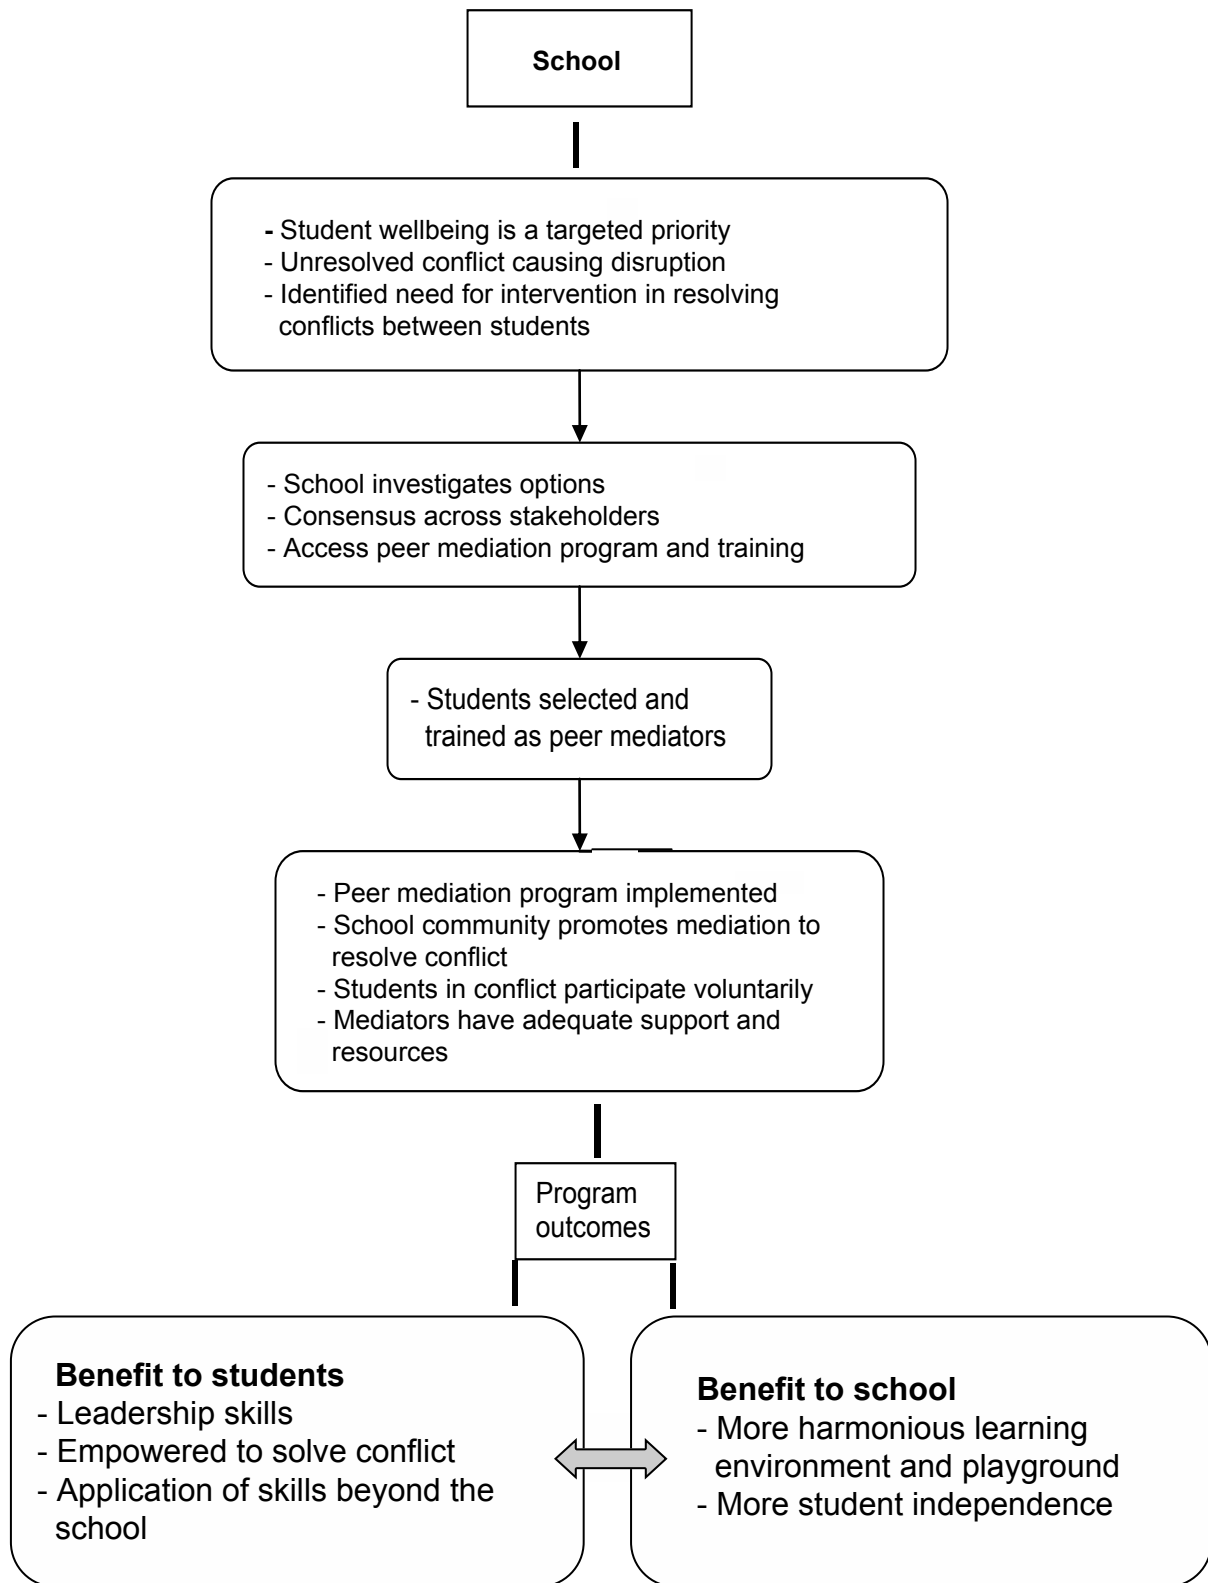 School
- Student wellbeing is a targeted priority
- Unresolved conflict causing disruption
- Identified need for intervention in resolving
conflicts between students
- School investigates options
- Consensus across stakeholders
- Access peer mediation program and training
- Students selected and
trained as peer mediators
- Peer mediation program implemented
- School community promotes mediation to
resolve conflict
- Students in conflict participate voluntarily
- Mediators have adequate support and
resources
Program
outcomes
Benefit to students
- Leadership skills
- Empowered to solve conflict
- Application of skills beyond the
school
Benefit to school
- More harmonious learning
environment and playground
- More student independence